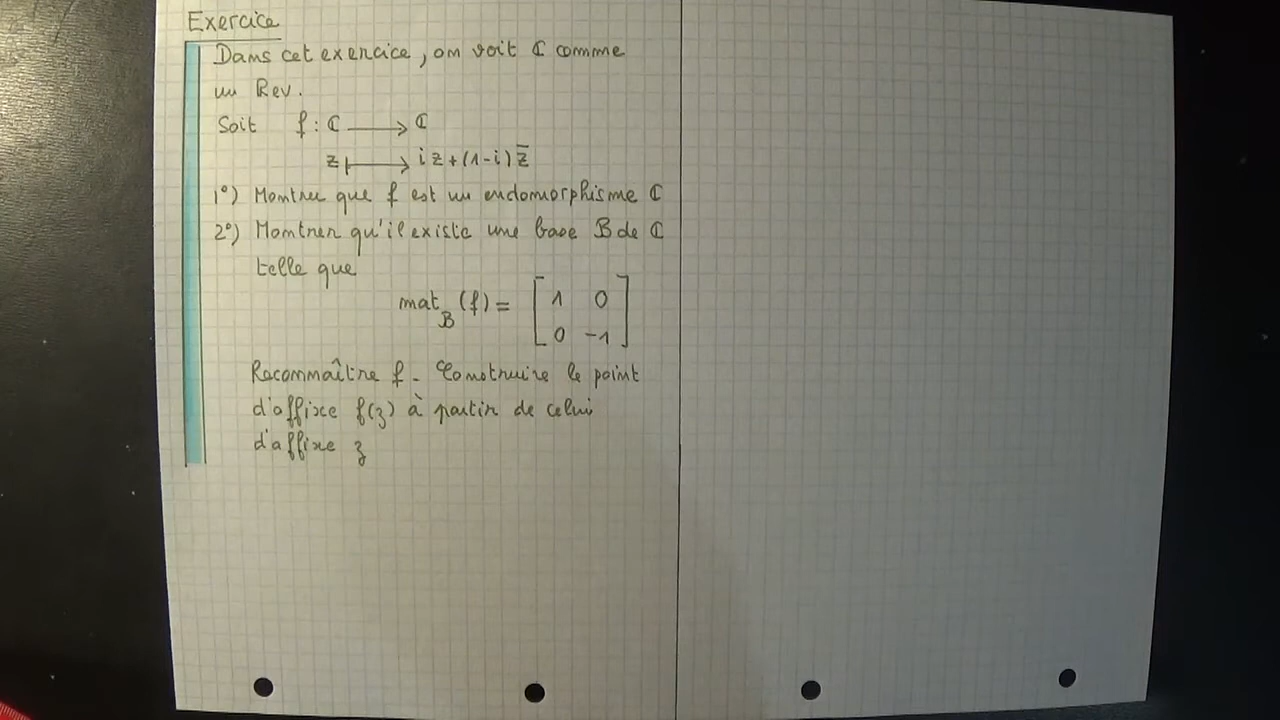 Exercice
Dans cet exercice, on voit ℂ comme
un Rev.
Soit f : ℂ ⟶ ℂ
z ⟼ i z + (1-i) z̄
1°) Montrer que f est un endomorphisme ℂ
2°) Montrer qu'il existe une base B de ℂ
telle que
mat_B (f) = [ 1 0
0 -1 ]
Reconnaître f. Construire le point
d'affixe f(z) à partir de celui
d'affixe z